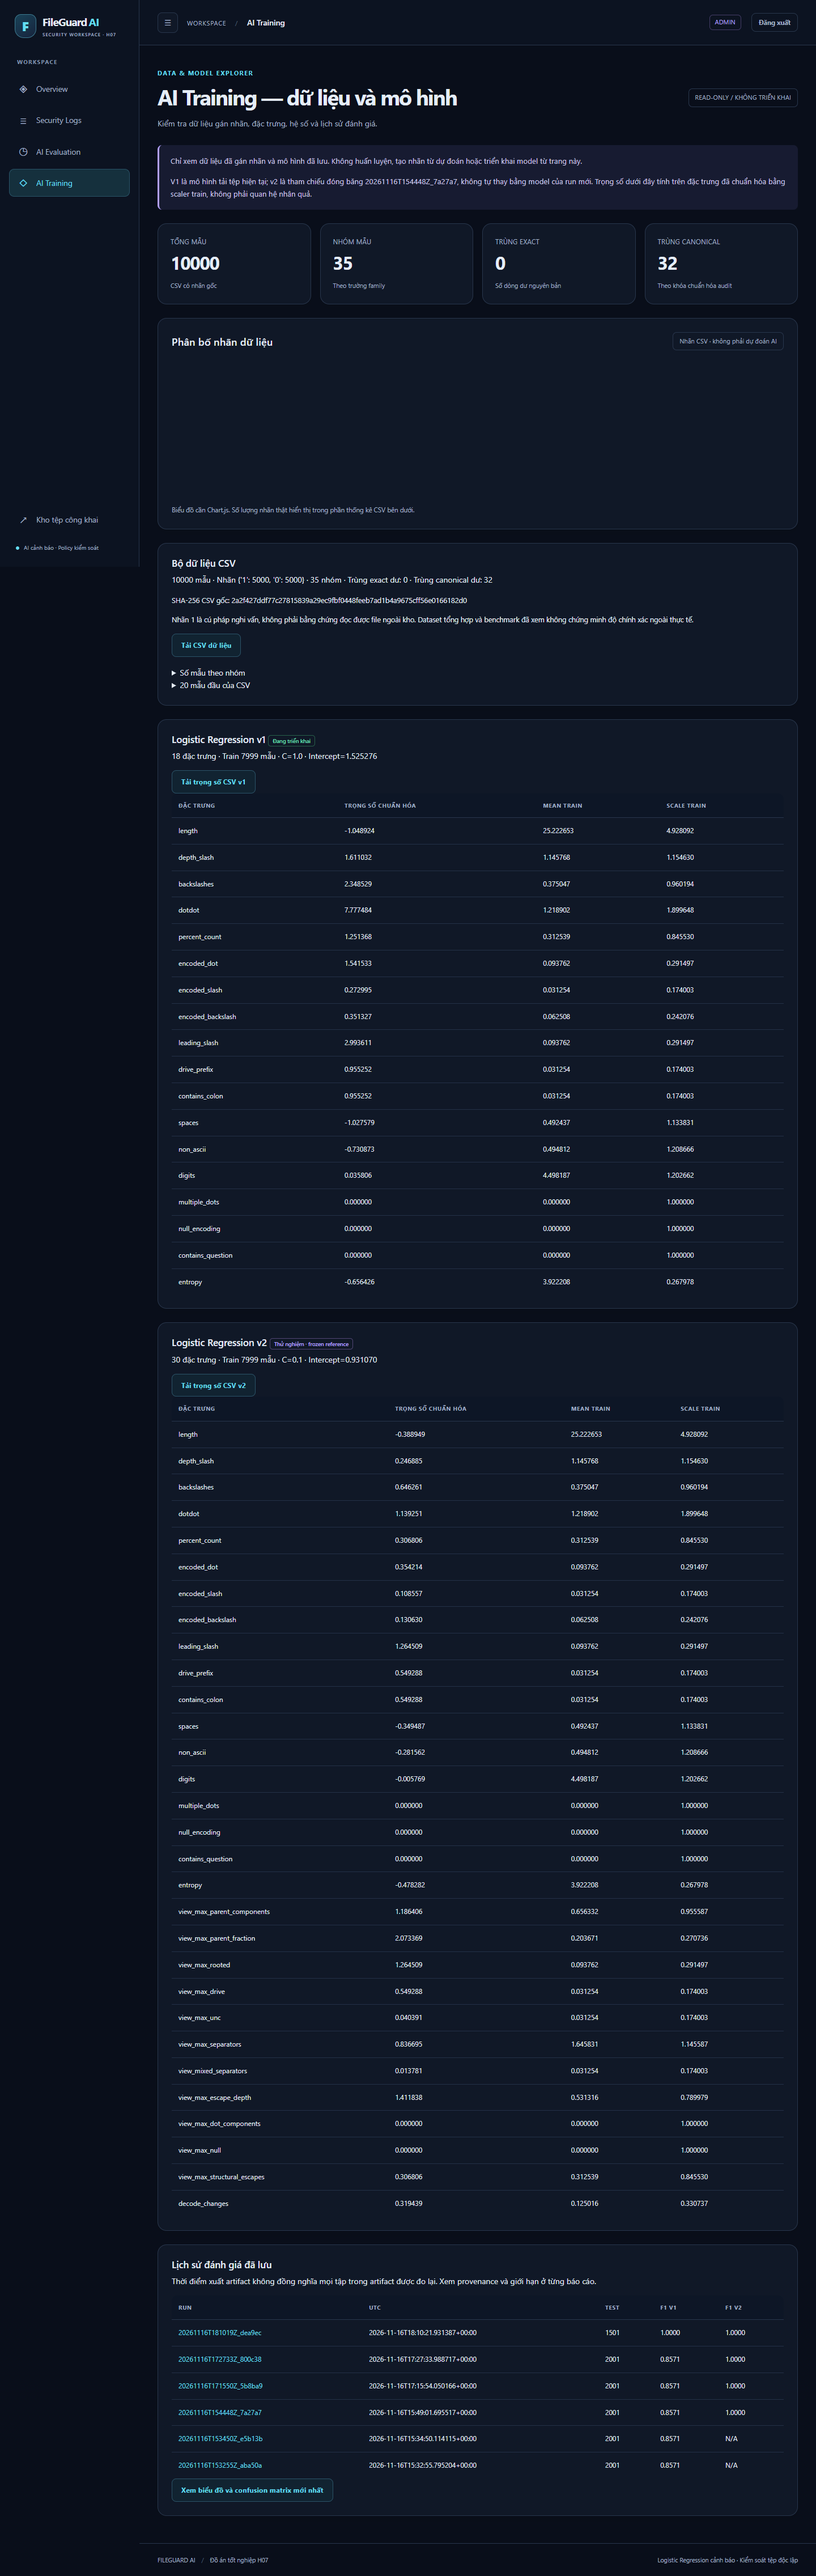 F FileGuard AI
SECURITY WORKSPACE · H07
WORKSPACE
Overview
Security Logs
AI Evaluation
AI Training
Kho tệp công khai
AI cảnh báo · Policy kiểm soát
WORKSPACE / AI Training
ADMIN
Đăng xuất
DATA & MODEL EXPLORER
AI Training — dữ liệu và mô hình
READ-ONLY / KHÔNG TRIỂN KHAI
Kiểm tra dữ liệu gán nhãn, đặc trưng, hệ số và lịch sử đánh giá.
Chỉ xem dữ liệu đã gán nhãn và mô hình đã lưu. Không huấn luyện, tạo nhãn từ dự đoán hoặc triển khai model từ trang này.
V1 là mô hình tải tệp hiện tại; v2 là tham chiếu đóng băng 20261116T154448Z_7a27a7, không tự thay bằng model của run mới. Trọng số dưới đây tính trên đặc trưng đã chuẩn hóa bằng
scaler train, không phải quan hệ nhân quả.
TỔNG MẪU
10000
CSV có nhãn gốc
NHÓM MẪU
35
Theo trường family
TRÙNG EXACT
0
Số dòng dư nguyên bản
TRÙNG CANONICAL
32
Theo khóa chuẩn hóa audit
Phân bố nhãn dữ liệu
Nhãn CSV · không phải dự đoán AI
Biểu đồ cần Chart.js. Số lượng nhãn thật hiển thị trong phần thống kê CSV bên dưới.
Bộ dữ liệu CSV
10000 mẫu · Nhãn {'1': 5000, '0': 5000} · 35 nhóm · Trùng exact dư: 0 · Trùng canonical dư: 32
SHA-256 CSV gốc: 2a2f427ddf77c27815839a29ec9fbf0448feeb7ad1b4a9675cff56e0166182d0
Nhãn 1 là cú pháp nghi vấn, không phải bằng chứng đọc được file ngoài kho. Dataset tổng hợp và benchmark đã xem không chứng minh độ chính xác ngoài thực tế.
Tải CSV dữ liệu
▶ Số mẫu theo nhóm
▶ 20 mẫu đầu của CSV
Logistic Regression v1 Đang triển khai
18 đặc trưng · Train 7999 mẫu · C=1.0 · Intercept=1.525276
Tải trọng số CSV v1
ĐẶC TRƯNG TRỌNG SỐ CHUẨN HÓA MEAN TRAIN SCALE TRAIN
length -1.048924 25.222653 4.928092
depth_slash 1.611032 1.145768 1.154630
backslashes 2.348529 0.375047 0.960194
dotdot 7.777484 1.218902 1.899648
percent_count 1.251368 0.312539 0.845530
encoded_dot 1.541533 0.093762 0.291497
encoded_slash 0.272995 0.031254 0.174003
encoded_backslash 0.351327 0.062508 0.242076
leading_slash 2.993611 0.093762 0.291497
drive_prefix 0.955252 0.031254 0.174003
contains_colon 0.955252 0.031254 0.174003
spaces -1.027579 0.492437 1.133831
non_ascii -0.730873 0.494812 1.208666
digits 0.035806 4.498187 1.202662
multiple_dots 0.000000 0.000000 1.000000
null_encoding 0.000000 0.000000 1.000000
contains_question 0.000000 0.000000 1.000000
entropy -0.656426 3.922208 0.267978
Logistic Regression v2 Thử nghiệm · frozen reference
30 đặc trưng · Train 7999 mẫu · C=0.1 · Intercept=0.931070
Tải trọng số CSV v2
ĐẶC TRƯNG TRỌNG SỐ CHUẨN HÓA MEAN TRAIN SCALE TRAIN
length -0.388949 25.222653 4.928092
depth_slash 0.246885 1.145768 1.154630
backslashes 0.646261 0.375047 0.960194
dotdot 1.139251 1.218902 1.899648
percent_count 0.306806 0.312539 0.845530
encoded_dot 0.354214 0.093762 0.291497
encoded_slash 0.108557 0.031254 0.174003
encoded_backslash 0.130630 0.062508 0.242076
leading_slash 1.264509 0.093762 0.291497
drive_prefix 0.549288 0.031254 0.174003
contains_colon 0.549288 0.031254 0.174003
spaces -0.349487 0.492437 1.133831
non_ascii -0.281562 0.494812 1.208666
digits -0.005769 4.498187 1.202662
multiple_dots 0.000000 0.000000 1.000000
null_encoding 0.000000 0.000000 1.000000
contains_question 0.000000 0.000000 1.000000
entropy -0.478282 3.922208 0.267978
view_max_parent_components 1.186406 0.656332 0.955587
view_max_parent_fraction 2.073369 0.203671 0.270736
view_max_rooted 1.264509 0.093762 0.291497
view_max_drive 0.549288 0.031254 0.174003
view_max_unc 0.040391 0.031254 0.174003
view_max_separators 0.836695 1.645831 1.145587
view_mixed_separators 0.013781 0.031254 0.174003
view_max_escape_depth 1.411838 0.531316 0.789979
view_max_dot_components 0.000000 0.000000 1.000000
view_max_null 0.000000 0.000000 1.000000
view_max_structural_escapes 0.306806 0.312539 0.845530
decode_changes 0.319439 0.125016 0.330737
Lịch sử đánh giá đã lưu
Thời điểm xuất artifact không đồng nghĩa mọi tập trong artifact được đo lại. Xem provenance và giới hạn ở từng báo cáo.
RUN UTC TEST F1 V1 F1 V2
20261116T181019Z_dea9ec 2026-11-16T18:10:21.931387+00:00 1501 1.0000 1.0000
20261116T172733Z_800c38 2026-11-16T17:27:33.988717+00:00 2001 0.8571 1.0000
20261116T171550Z_5b8ba9 2026-11-16T17:15:54.050166+00:00 2001 0.8571 1.0000
20261116T154448Z_7a27a7 2026-11-16T15:49:01.695517+00:00 2001 0.8571 1.0000
20261116T153450Z_e5b13b 2026-11-16T15:34:50.114115+00:00 2001 0.8571 N/A
20261116T153255Z_aba50a 2026-11-16T15:32:55.795204+00:00 2001 0.8571 N/A
Xem biểu đồ và confusion matrix mới nhất
FILEGUARD AI / Đồ án tốt nghiệp H07
Logistic Regression cảnh báo · Kiểm soát tệp độc lập